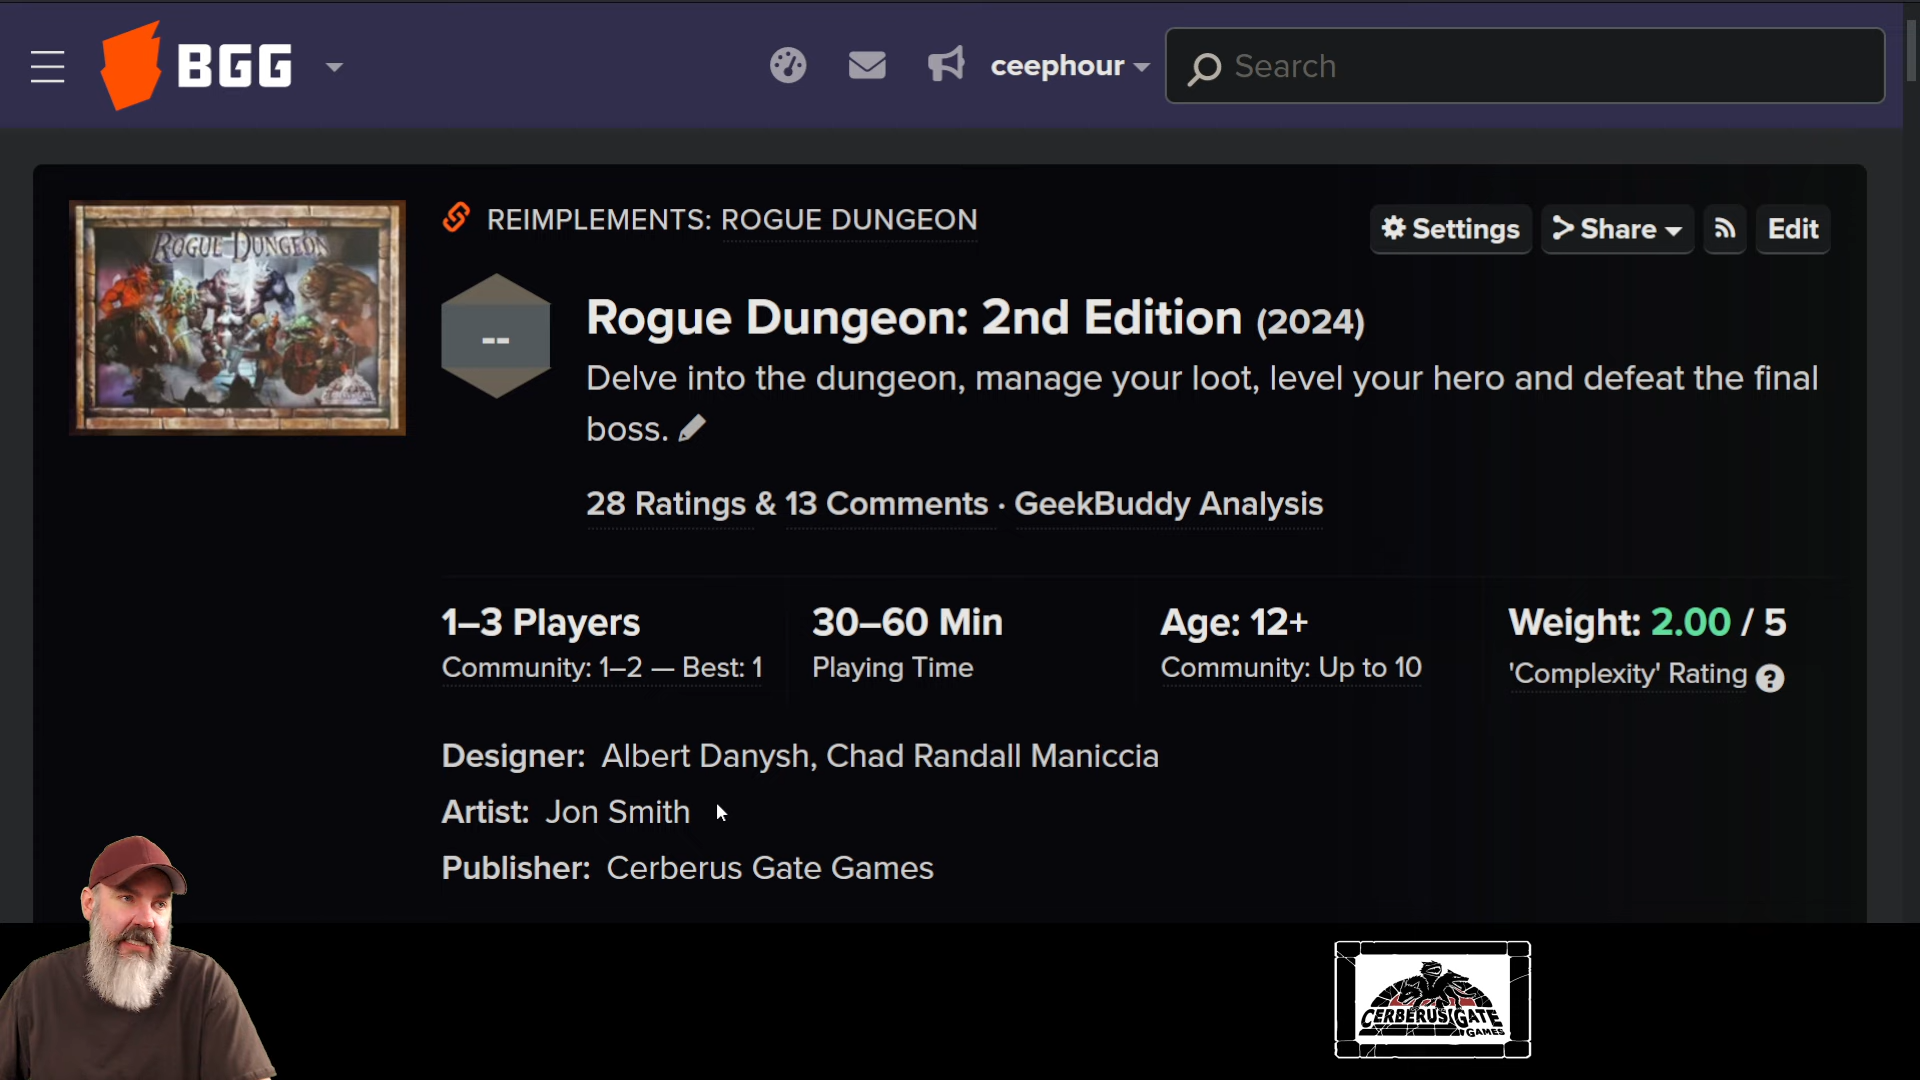 BGG
ceephour
Search
REIMPLEMENTS: ROGUE DUNGEON
Settings
Share
Edit
ROGUE DUNGEON
--
Rogue Dungeon: 2nd Edition (2024)
Delve into the dungeon, manage your loot, level your hero and defeat the final
boss.
28 Ratings & 13 Comments · GeekBuddy Analysis
1–3 Players
Community: 1–2 — Best: 1
30–60 Min
Playing Time
Age: 12+
Community: Up to 10
Weight: 2.00 / 5
'Complexity' Rating ?
Designer: Albert Danysh, Chad Randall Maniccia
Artist: Jon Smith
Publisher: Cerberus Gate Games
CERBERUS GATE
GAMES